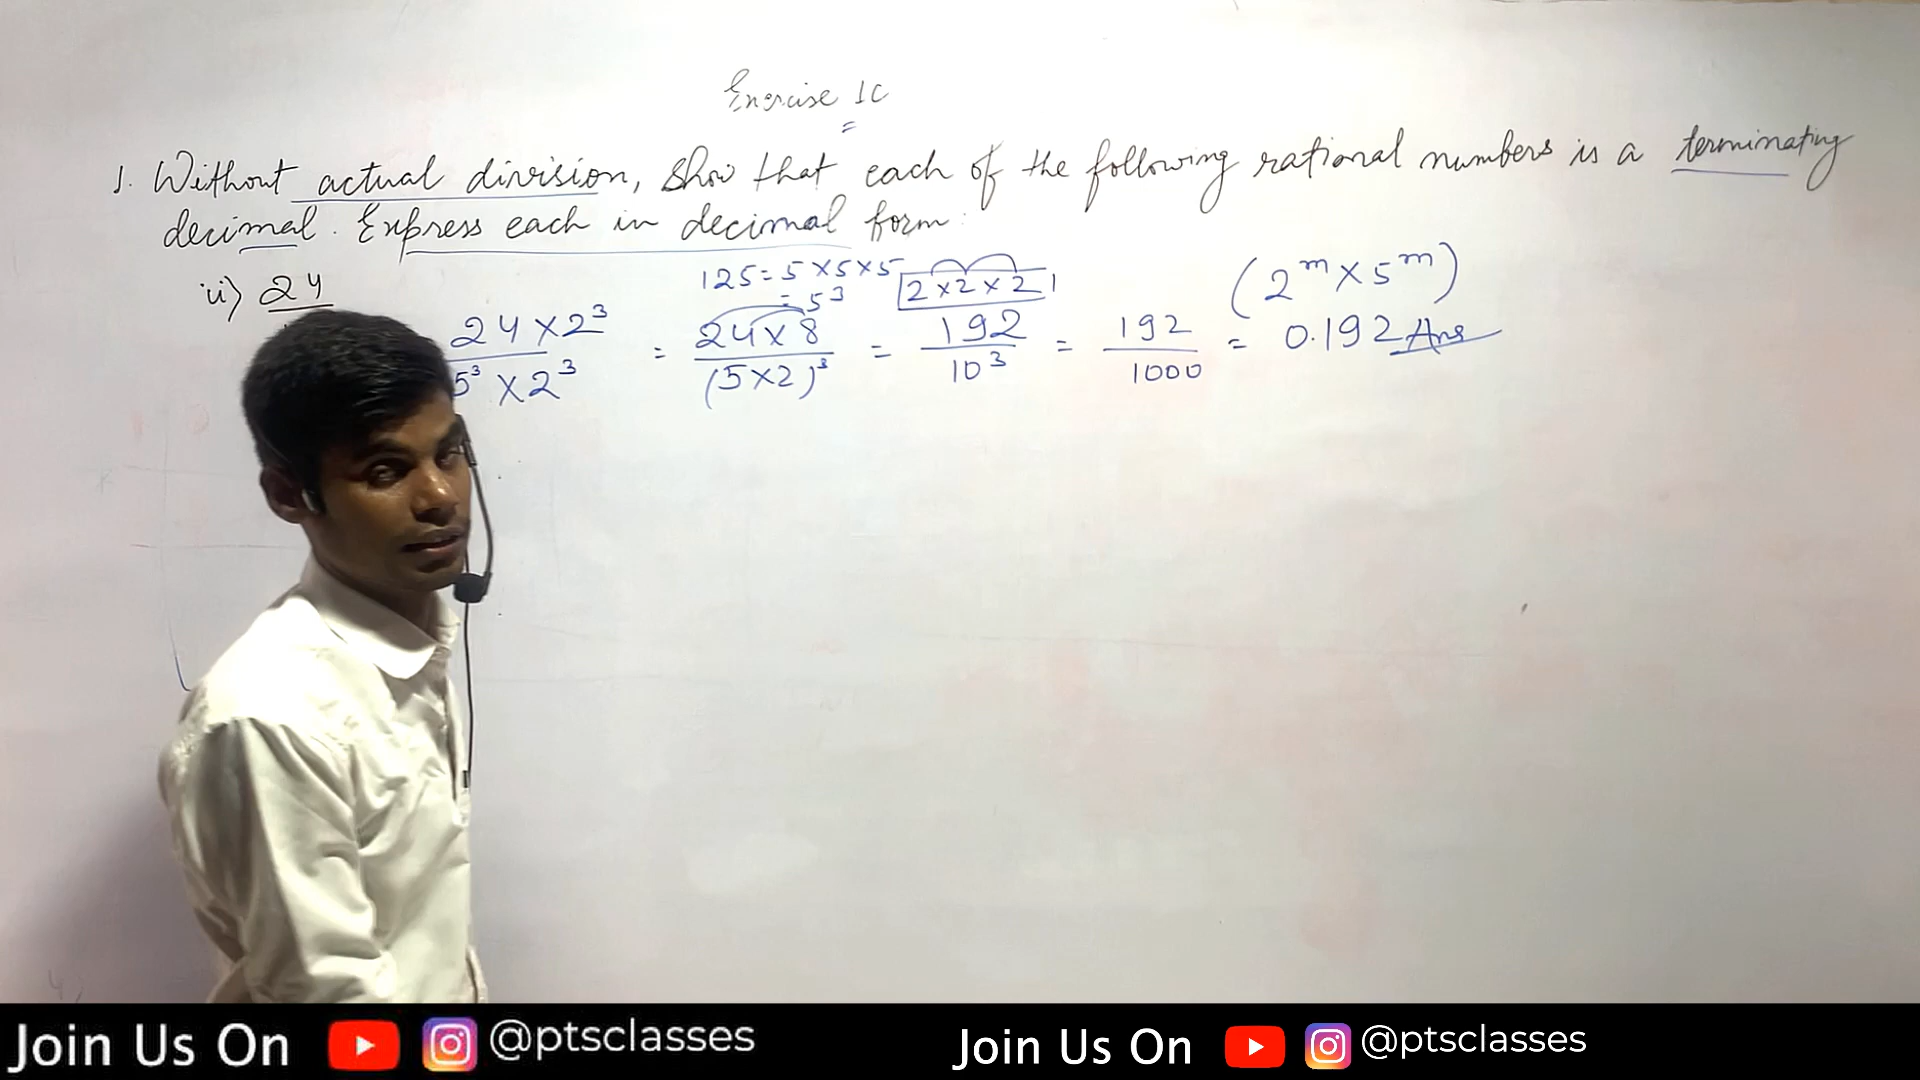 Exercise 1C
1. Without actual division, show that each of the following rational numbers is a terminating
decimal. Express each in decimal form:
125 = 5 × 5 × 5
= 5³
2 × 2 × 2
(2ᵐ × 5ᵐ)
ii) 24
24 × 2³ / 5³ × 2³ = 24 × 8 / (5 × 2)³ = 192 / 10³ = 192 / 1000 = 0.192 Ans
Join Us On @ptsclasses Join Us On @ptsclasses